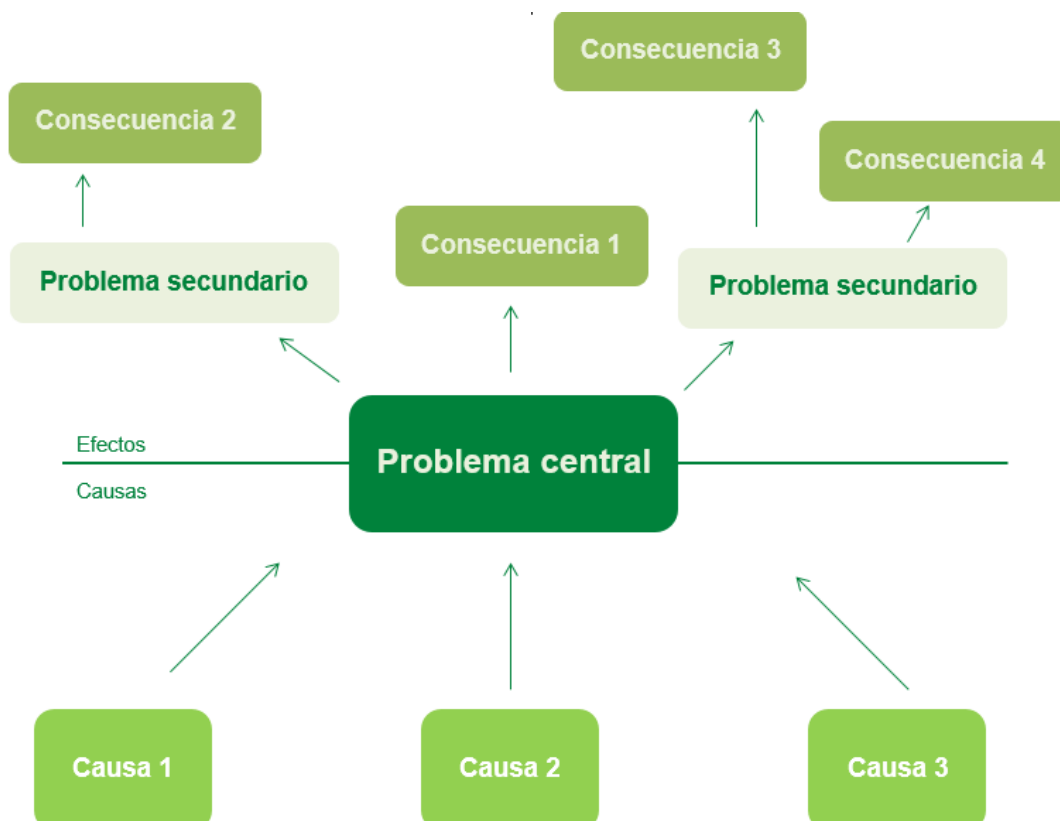 Consecuencia 3
Consecuencia 2
Consecuencia 4
Consecuencia 1
Problema secundario
Problema secundario
Efectos
Problema central
Causas
Causa 1
Causa 2
Causa 3